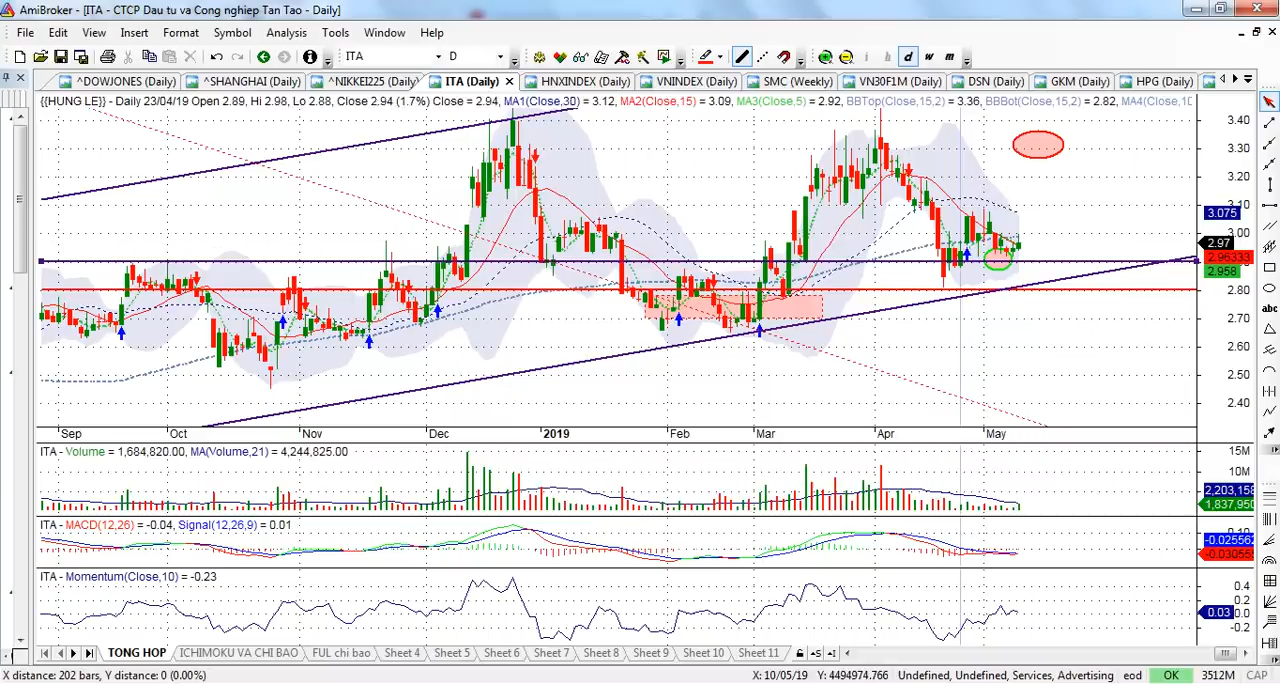 AmiBroker - [ITA - CTCP Dau tu va Cong nghiep Tan Tao - Daily]
File Edit View Insert Format Symbol Analysis Tools Window Help
ITA D d w m
^DOWJONES (Daily) ^SHANGHAI (Daily) ^NIKKEI225 (Daily) ITA (Daily) HNXINDEX (Daily) VNINDEX (Daily) SMC (Weekly) VN30F1M (Daily) DSN (Daily) GKM (Daily) HPG (Daily)
{{HUNG LE}} - Daily 23/04/19 Open 2.89, Hi 2.98, Lo 2.88, Close 2.94 (1.7%) Close = 2.94, MA1(Close,30) = 3.12, MA2(Close,15) = 3.09, MA3(Close,5) = 2.92, BBTop(Close,15,2) = 3.36, BBBot(Close,15,2) = 2.82, MA4(Close,10
3.40
3.30
3.20
3.075
3.00
2.97
2.96333
2.958
2.80
2.70
2.60
2.50
2.40
Sep Oct Nov Dec 2019 Feb Mar Apr May
ITA - Volume = 1,684,820.00, MA(Volume,21) = 4,244,825.00
15M
10M
2,203,158
1,837,950
ITA - MACD(12,26) = -0.04, Signal(12,26,9) = 0.01
-0.025562
-0.030555
ITA - Momentum(Close,10) = -0.23
0.4
0.2
0.03
-0.2
TONG HOP ICHIMOKU VA CHI BAO FUL chi bao Sheet 4 Sheet 5 Sheet 6 Sheet 7 Sheet 8 Sheet 9 Sheet 10 Sheet 11
X distance: 202 bars, Y distance: 0 (0.00%) X: 10/05/19 Y: 4494974.766 Undefined, Undefined, Services, Advertising eod OK 3512M CAP